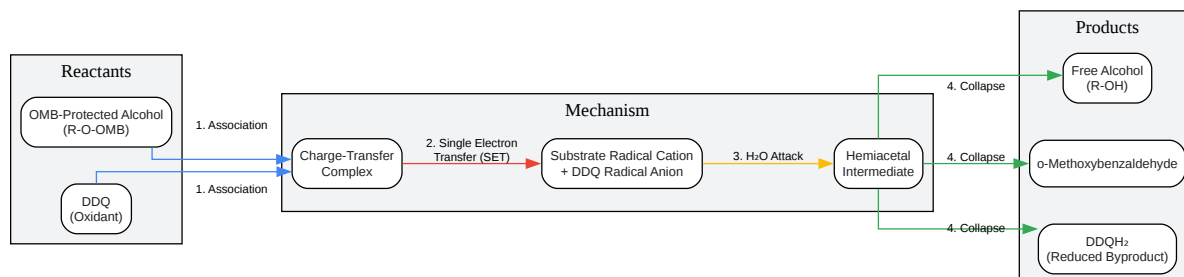 Reactants
OMB-Protected Alcohol
(R-O-OMB)
DDQ
(Oxidant)
1. Association
1. Association
Mechanism
Charge-Transfer
Complex
2. Single Electron
Transfer (SET)
Substrate Radical Cation
+ DDQ Radical Anion
3. H₂O Attack
Hemiacetal
Intermediate
4. Collapse
4. Collapse
4. Collapse
Products
Free Alcohol
(R-OH)
o-Methoxybenzaldehyde
DDQH₂
(Reduced Byproduct)